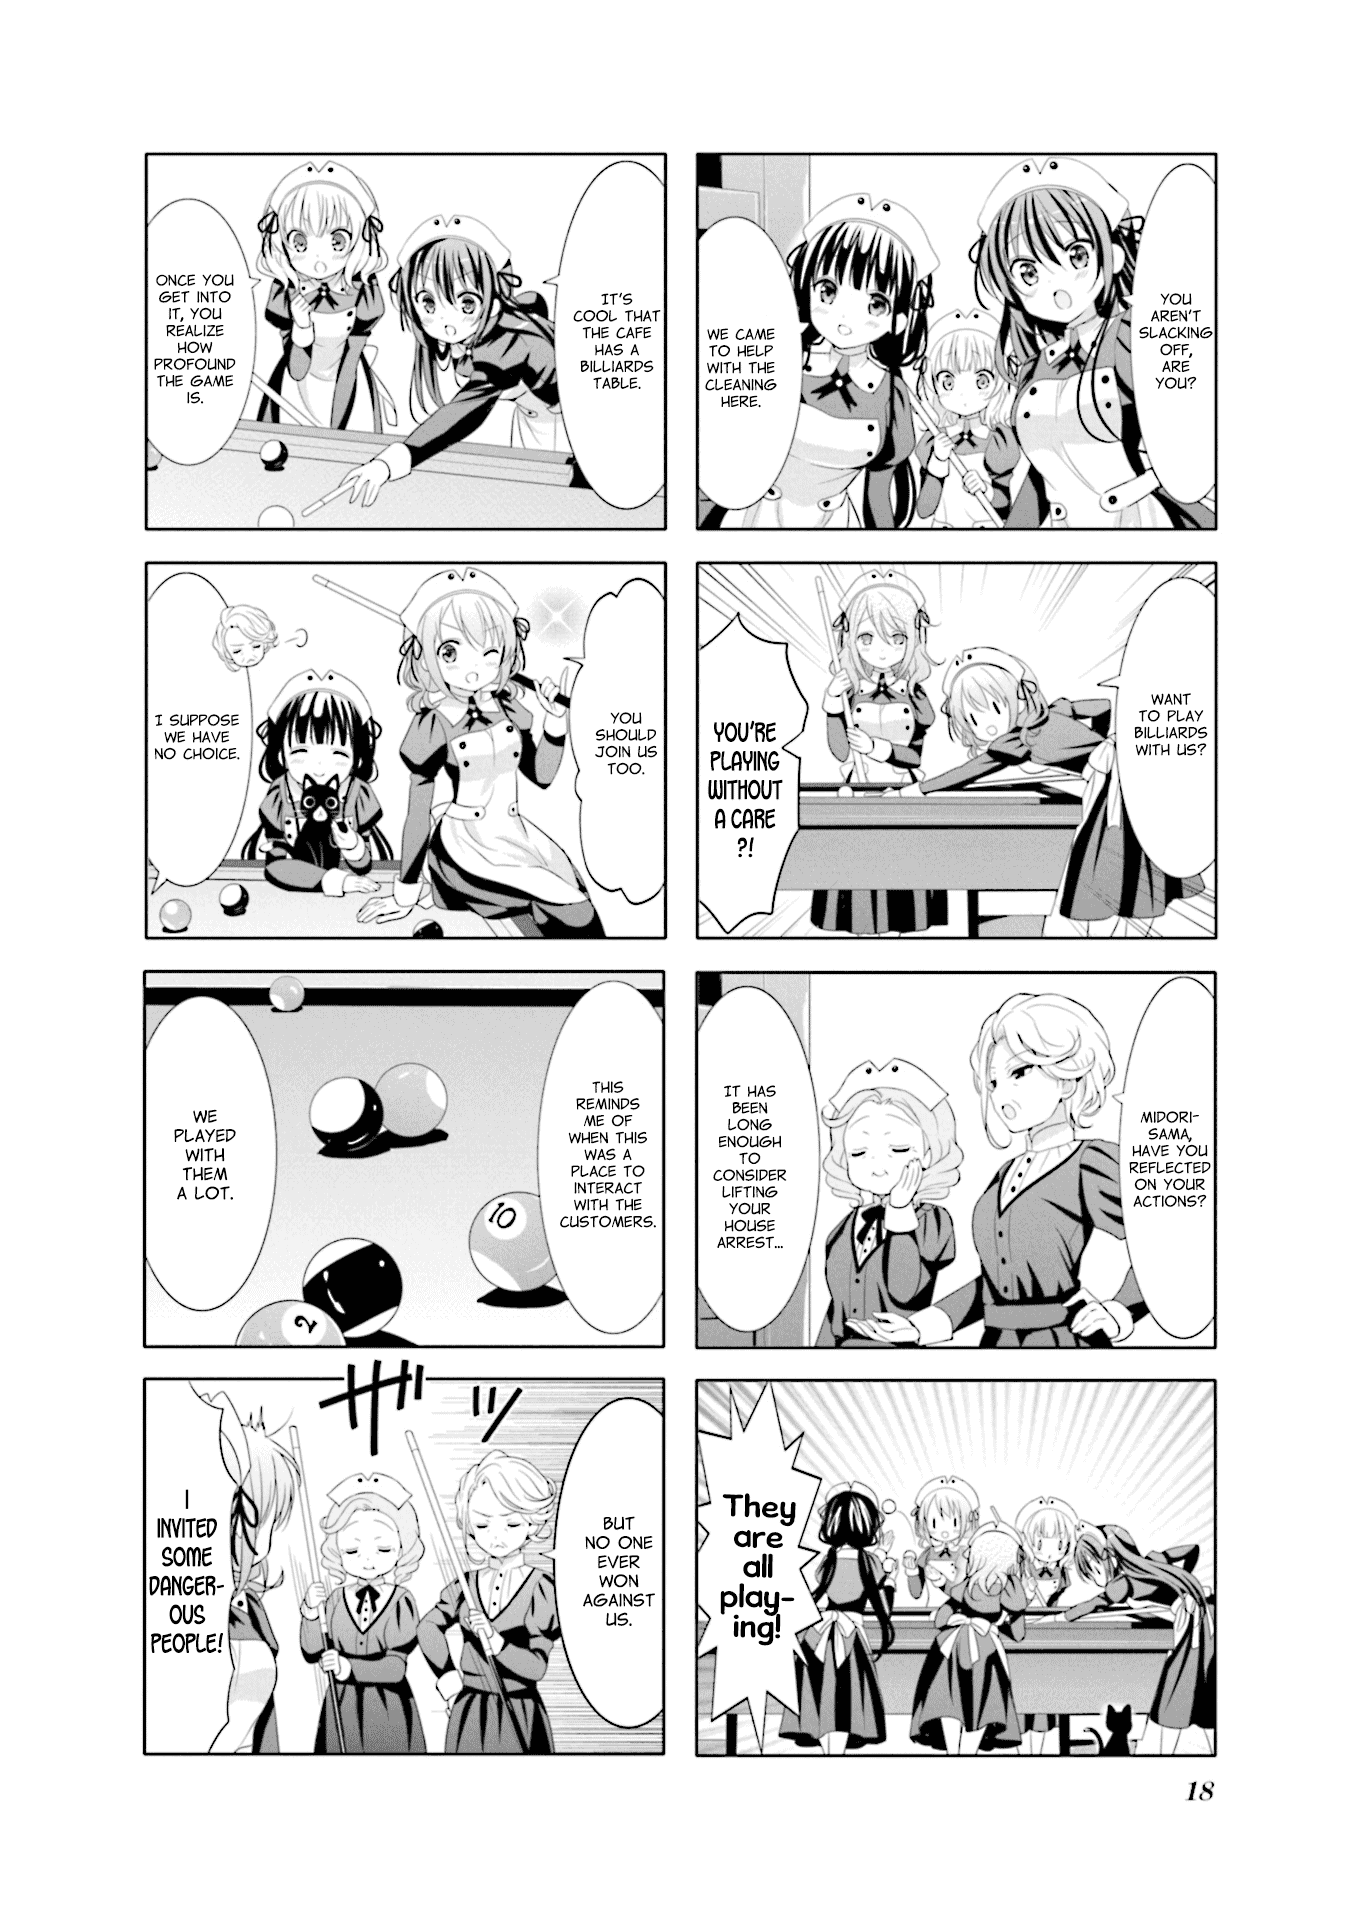 YOU
AREN'T
SLACKING
OFF,
ARE
YOU?
WE CAME
TO HELP
WITH THE
CLEANING
HERE.
WANT
TO PLAY
BILLIARDS
WITH US?
YOU'RE
PLAYING
WITHOUT
A CARE
?!
MIDORI-
SAMA,
HAVE YOU
REFLECTED
ON YOUR
ACTIONS?
IT HAS
BEEN
LONG
ENOUGH
TO
CONSIDER
LIFTING
YOUR
HOUSE
ARREST...
They
are
all
play-
ing!
IT'S
COOL THAT
THE CAFE
HAS A
BILLIARDS
TABLE.
ONCE YOU
GET INTO
IT, YOU
REALIZE
HOW
PROFOUND
THE GAME
IS.
YOU
SHOULD
JOIN US
TOO.
I SUPPOSE
WE HAVE
NO CHOICE.
THIS
REMINDS
ME OF
WHEN THIS
WAS A
PLACE TO
INTERACT
WITH THE
CUSTOMERS.
WE
PLAYED
WITH
THEM
A LOT.
10
2
ザッ
BUT
NO ONE
EVER
WON
AGAINST
US.
I
INVITED
SOME
DANGER-
OUS
PEOPLE!
18